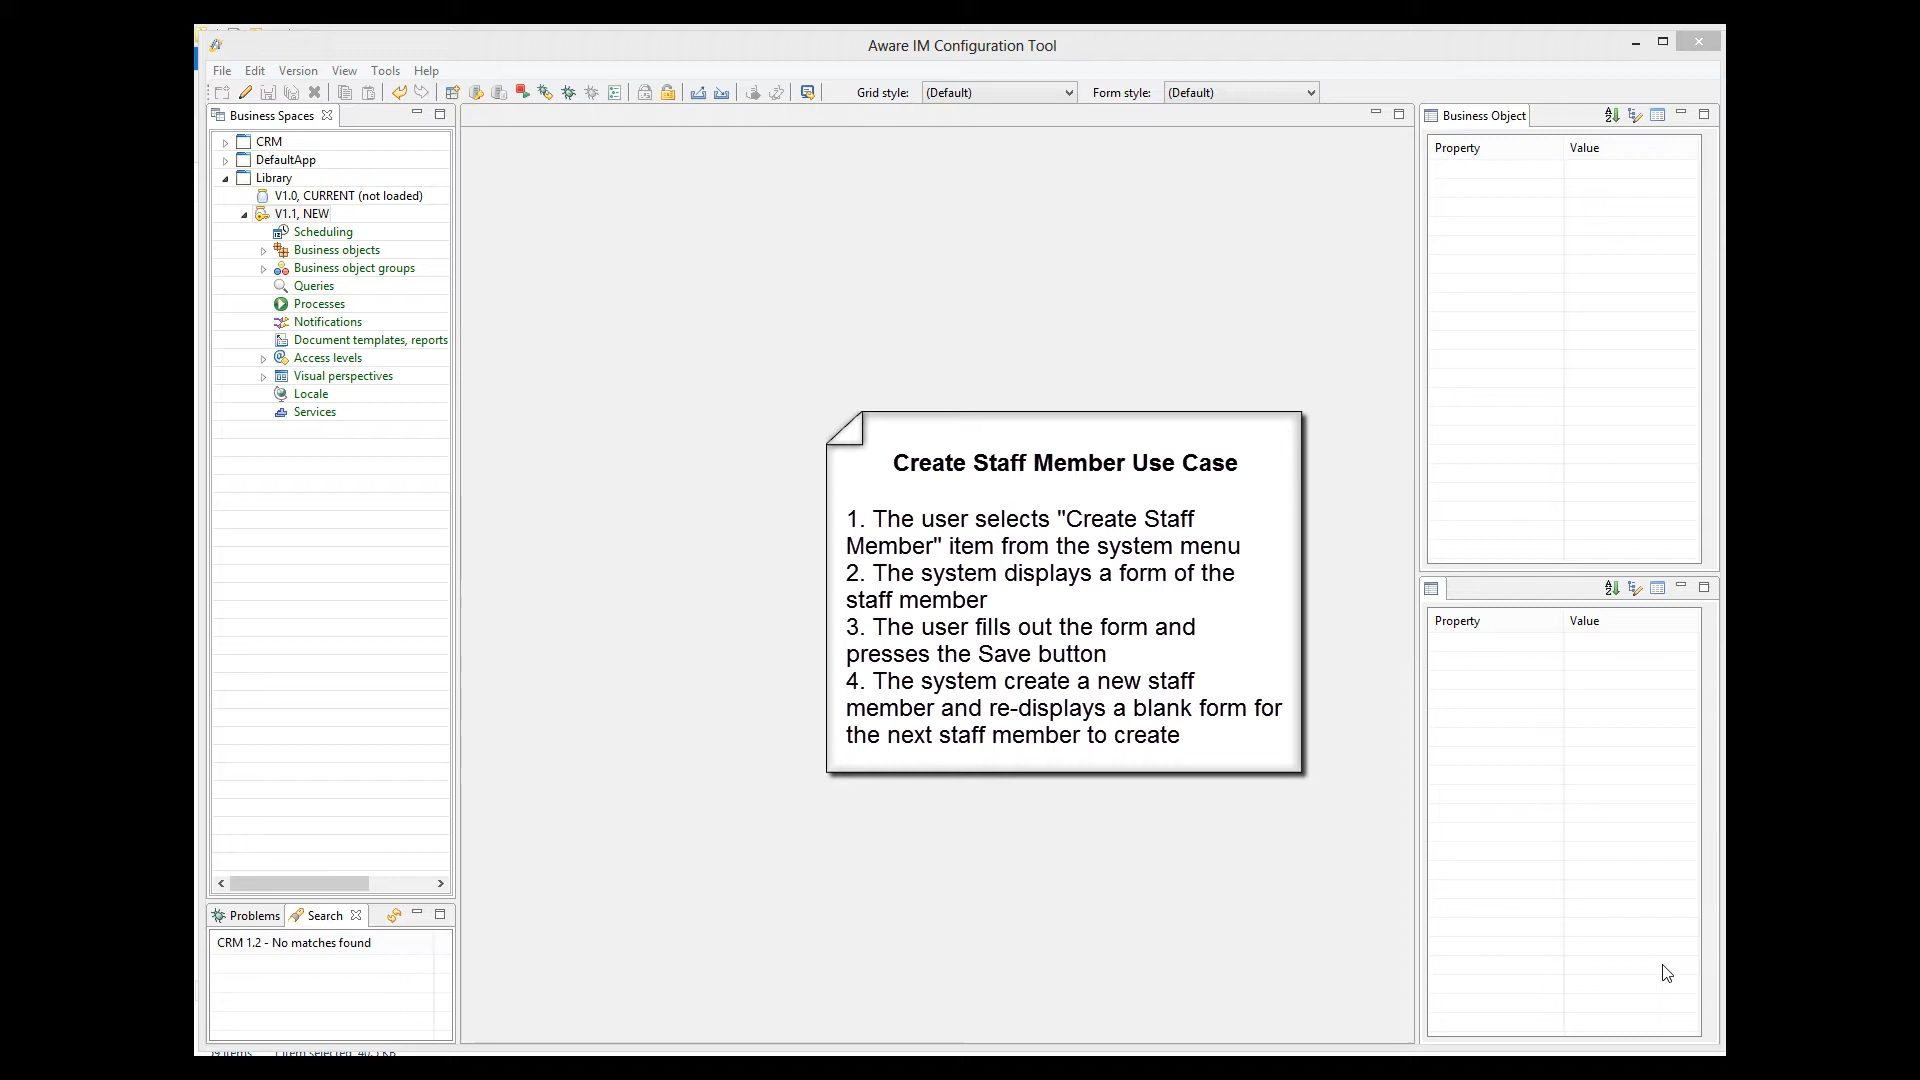 Aware IM Configuration Tool
File Edit Version View Tools Help
Grid style: (Default) Form style: (Default)
Business Spaces
CRM
DefaultApp
Library
V1.0, CURRENT (not loaded)
V1.1, NEW
Scheduling
Business objects
Business object groups
Queries
Processes
Notifications
Document templates, reports
Access levels
Visual perspectives
Locale
Services
Problems Search
CRM 1.2 - No matches found
Create Staff Member Use Case
1. The user selects "Create Staff
Member" item from the system menu
2. The system displays a form of the
staff member
3. The user fills out the form and
presses the Save button
4. The system create a new staff
member and re-displays a blank form for
the next staff member to create
Business Object
Property Value
Property Value